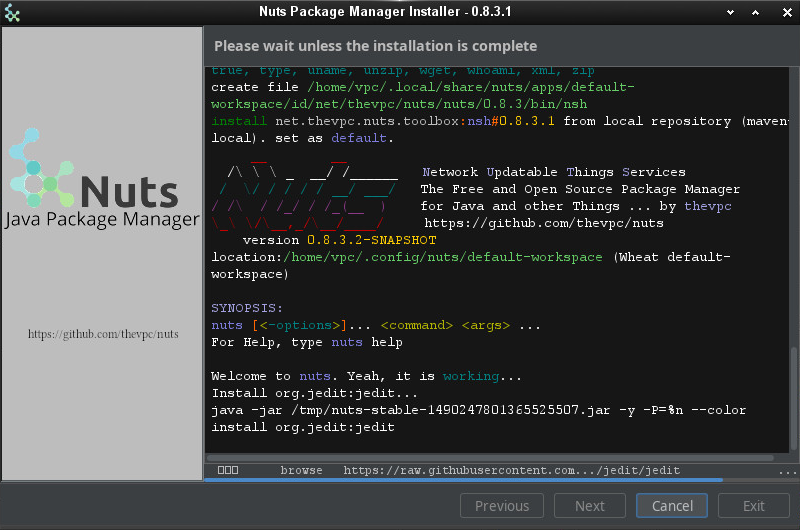 Nuts Package Manager Installer - 0.8.3.1
Please wait unless the installation is complete
Nuts
Java Package Manager
https://github.com/thevpc/nuts
true, type, uname, unzip, wget, whoami, xml, zip
create file /home/vpc/.local/share/nuts/apps/default-
workspace/id/net/thevpc/nuts/nuts/0.8.3/bin/nsh
install net.thevpc.nuts.toolbox:nsh#0.8.3.1 from local repository (maven-
local). set as default.
Network Updatable Things Services
The Free and Open Source Package Manager
for Java and other Things ... by thevpc
https://github.com/thevpc/nuts
version 0.8.3.2-SNAPSHOT
location:/home/vpc/.config/nuts/default-workspace (Wheat default-
workspace)
SYNOPSIS:
nuts [<-options>]... <command> <args> ...
For Help, type nuts help
Welcome to nuts. Yeah, it is working...
Install org.jedit:jedit...
java -jar /tmp/nuts-stable-1490247801365525507.jar -y -P=%n --color
install org.jedit:jedit
browse https://raw.githubusercontent.com.../jedit/jedit ...
Previous Next Cancel Exit